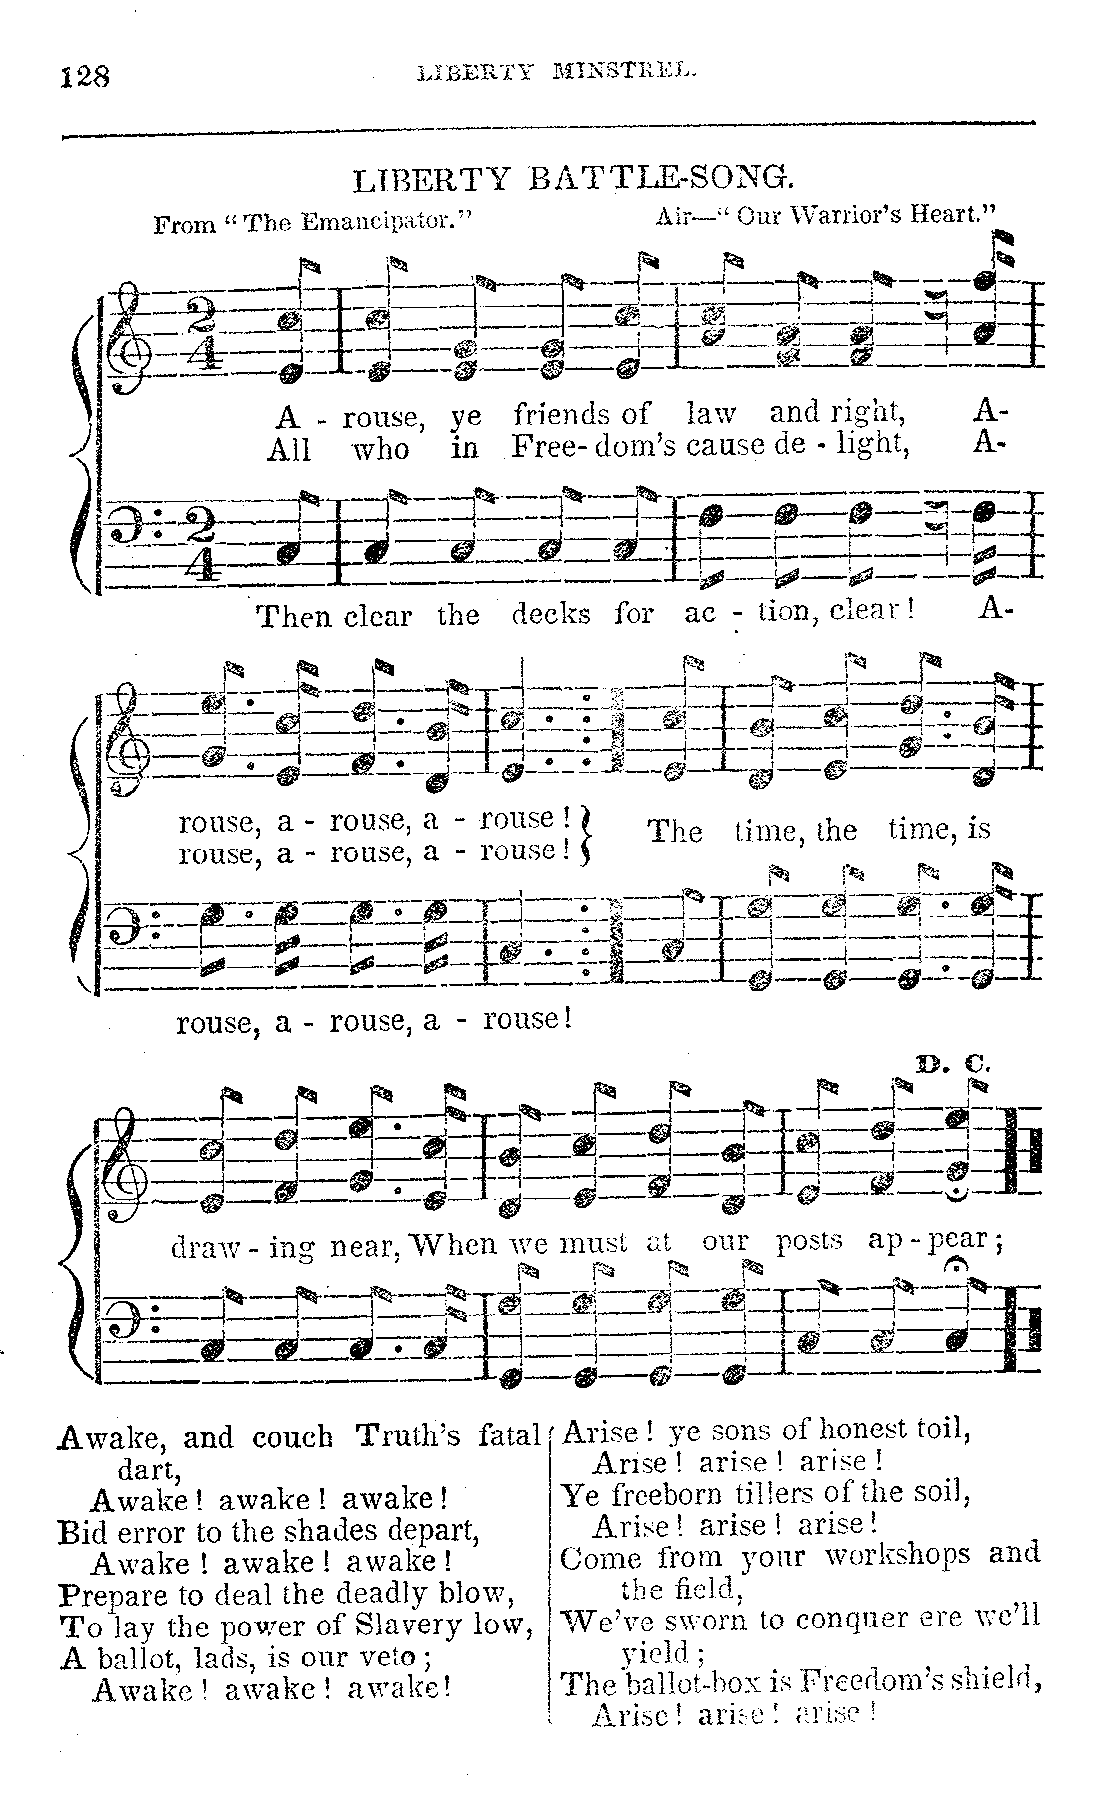 128
LIBERTY MINSTREL.
LIBERTY BATTLE-SONG.
From "The Emancipator."
Air—"Our Warrior's Heart."
2
4
A - rouse, ye friends of law and right, A-
All who in Free- dom's cause de - light, A-
2
4
Then clear the decks for ac - tion, clear! A-
rouse, a - rouse, a - rouse! } The time, the time, is
rouse, a - rouse, a - rouse! }
rouse, a - rouse, a - rouse!
D. C.
draw - ing near, When we must at our posts ap - pear;
Awake, and couch Truth's fatal
dart,
Awake! awake! awake!
Bid error to the shades depart,
Awake! awake! awake!
Prepare to deal the deadly blow,
To lay the power of Slavery low,
A ballot, lads, is our veto;
Awake! awake! awake!
Arise! ye sons of honest toil,
Arise! arise! arise!
Ye freeborn tillers of the soil,
Arise! arise! arise!
Come from your workshops and
the field,
We've sworn to conquer ere we'll
yield;
The ballot-box is Freedom's shield,
Arise! arise! arise!